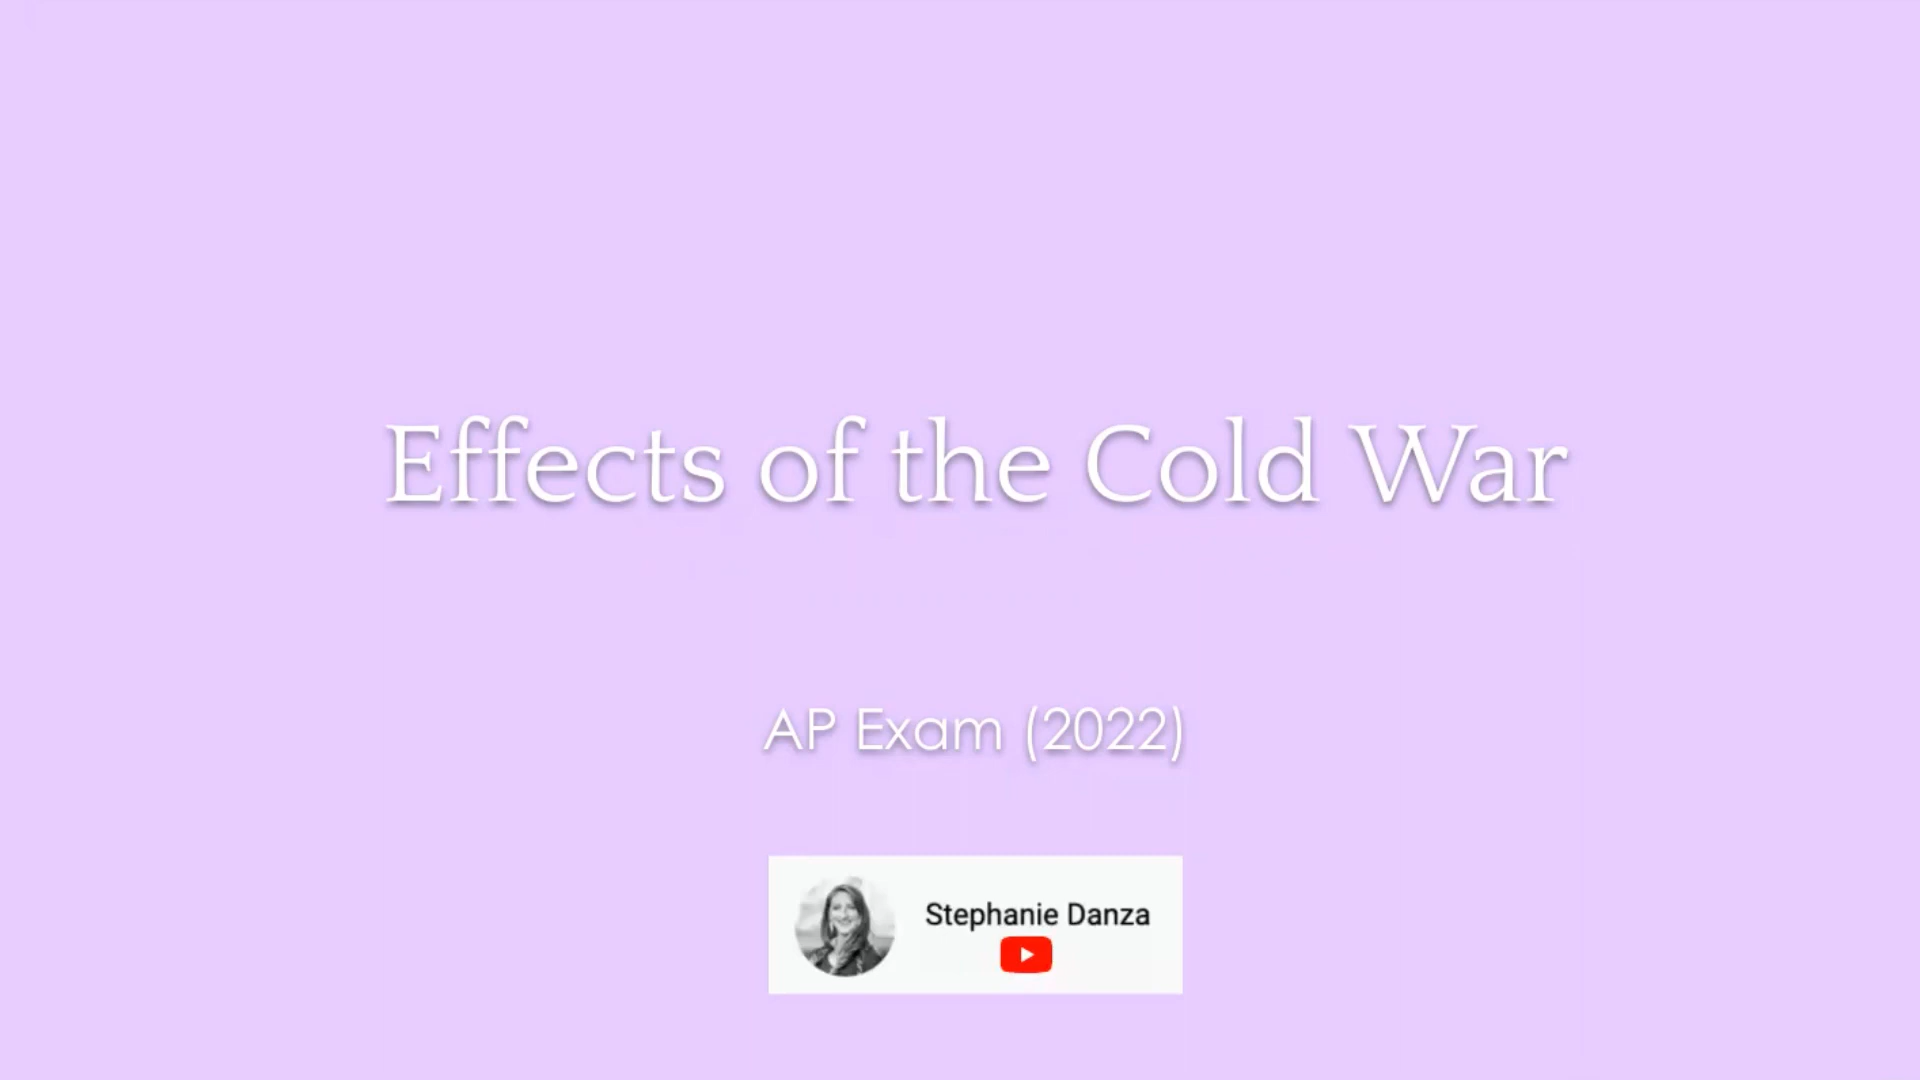 Effects of the Cold War
AP Exam (2022)
Stephanie Danza